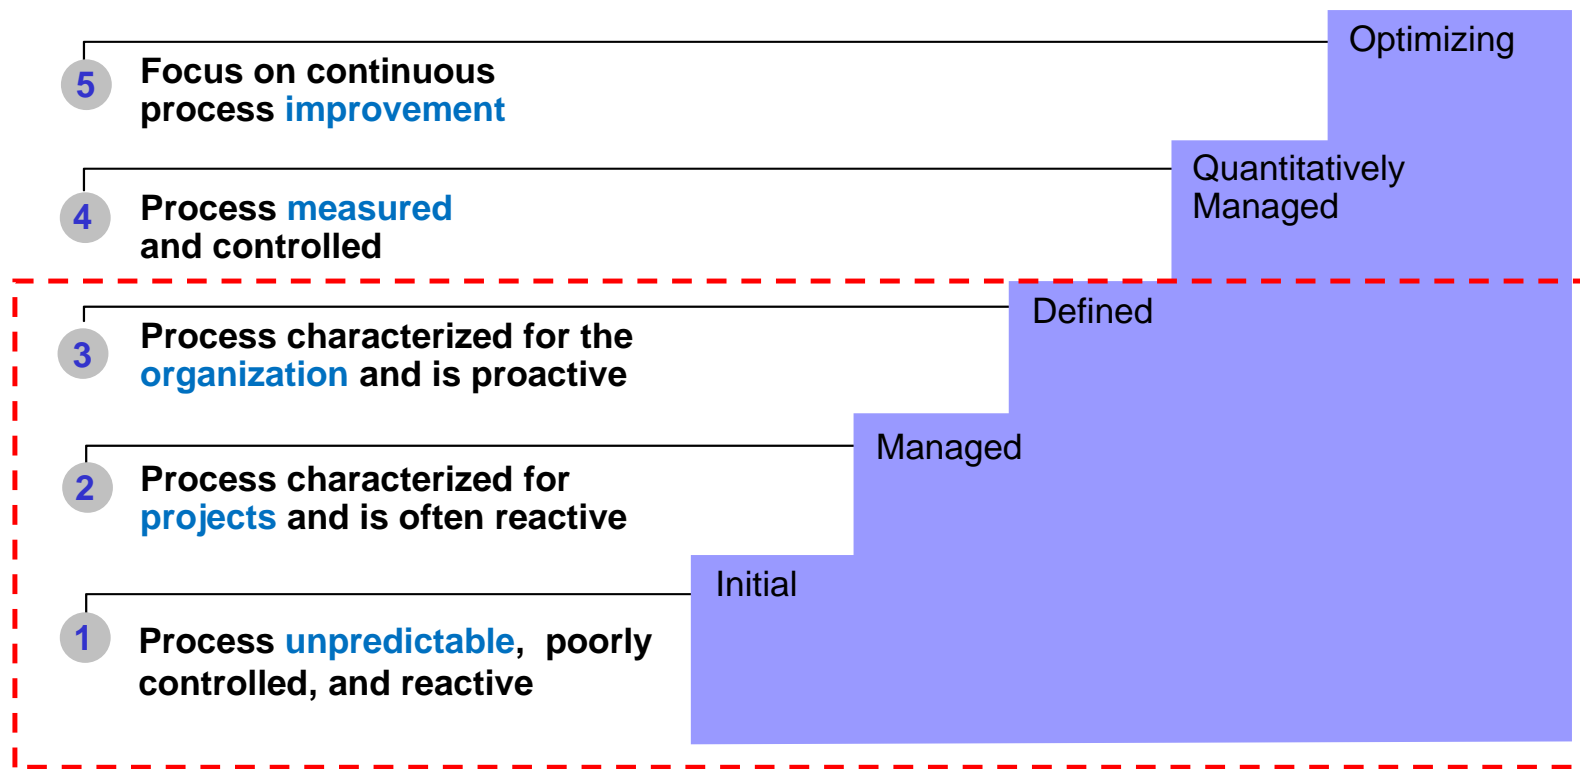 Optimizing
5
Focus on continuous
process improvement
Quantitatively
Managed
4
Process measured
and controlled
Defined
3
Process characterized for the
organization and is proactive
Managed
2
Process characterized for
projects and is often reactive
Initial
1
Process unpredictable, poorly
controlled, and reactive